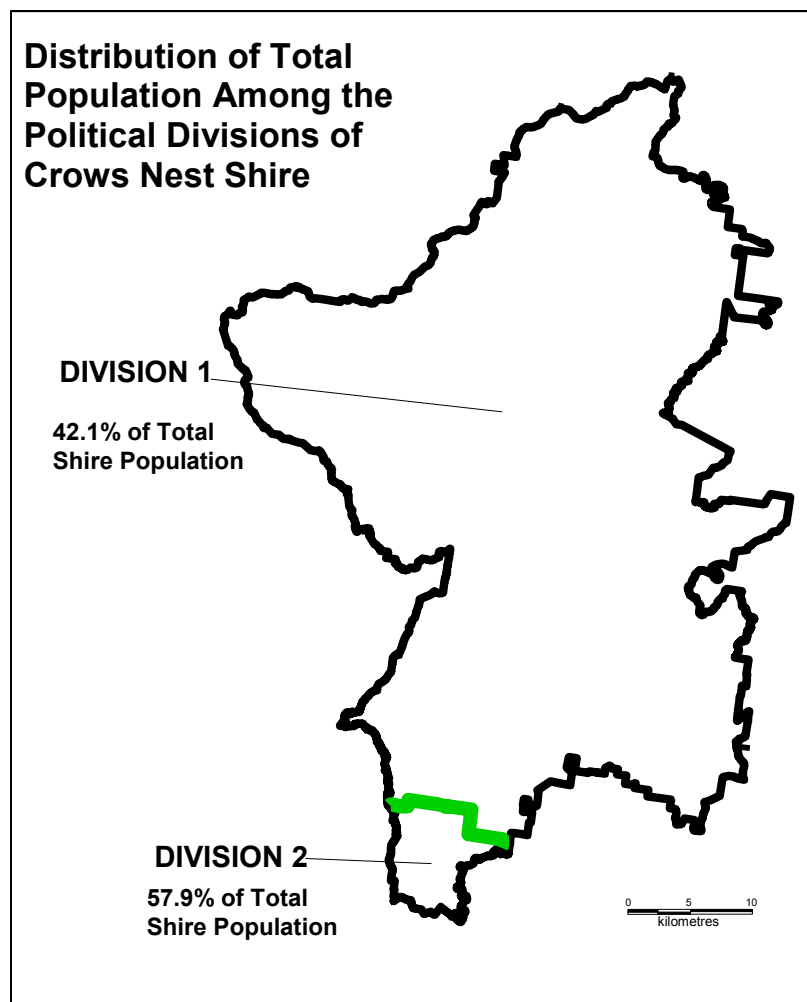 Distribution of Total
Population Among the
Political Divisions of
Crows Nest Shire
DIVISION 1
42.1% of Total
Shire Population
DIVISION 2
57.9% of Total
Shire Population
0 5 10
kilometres